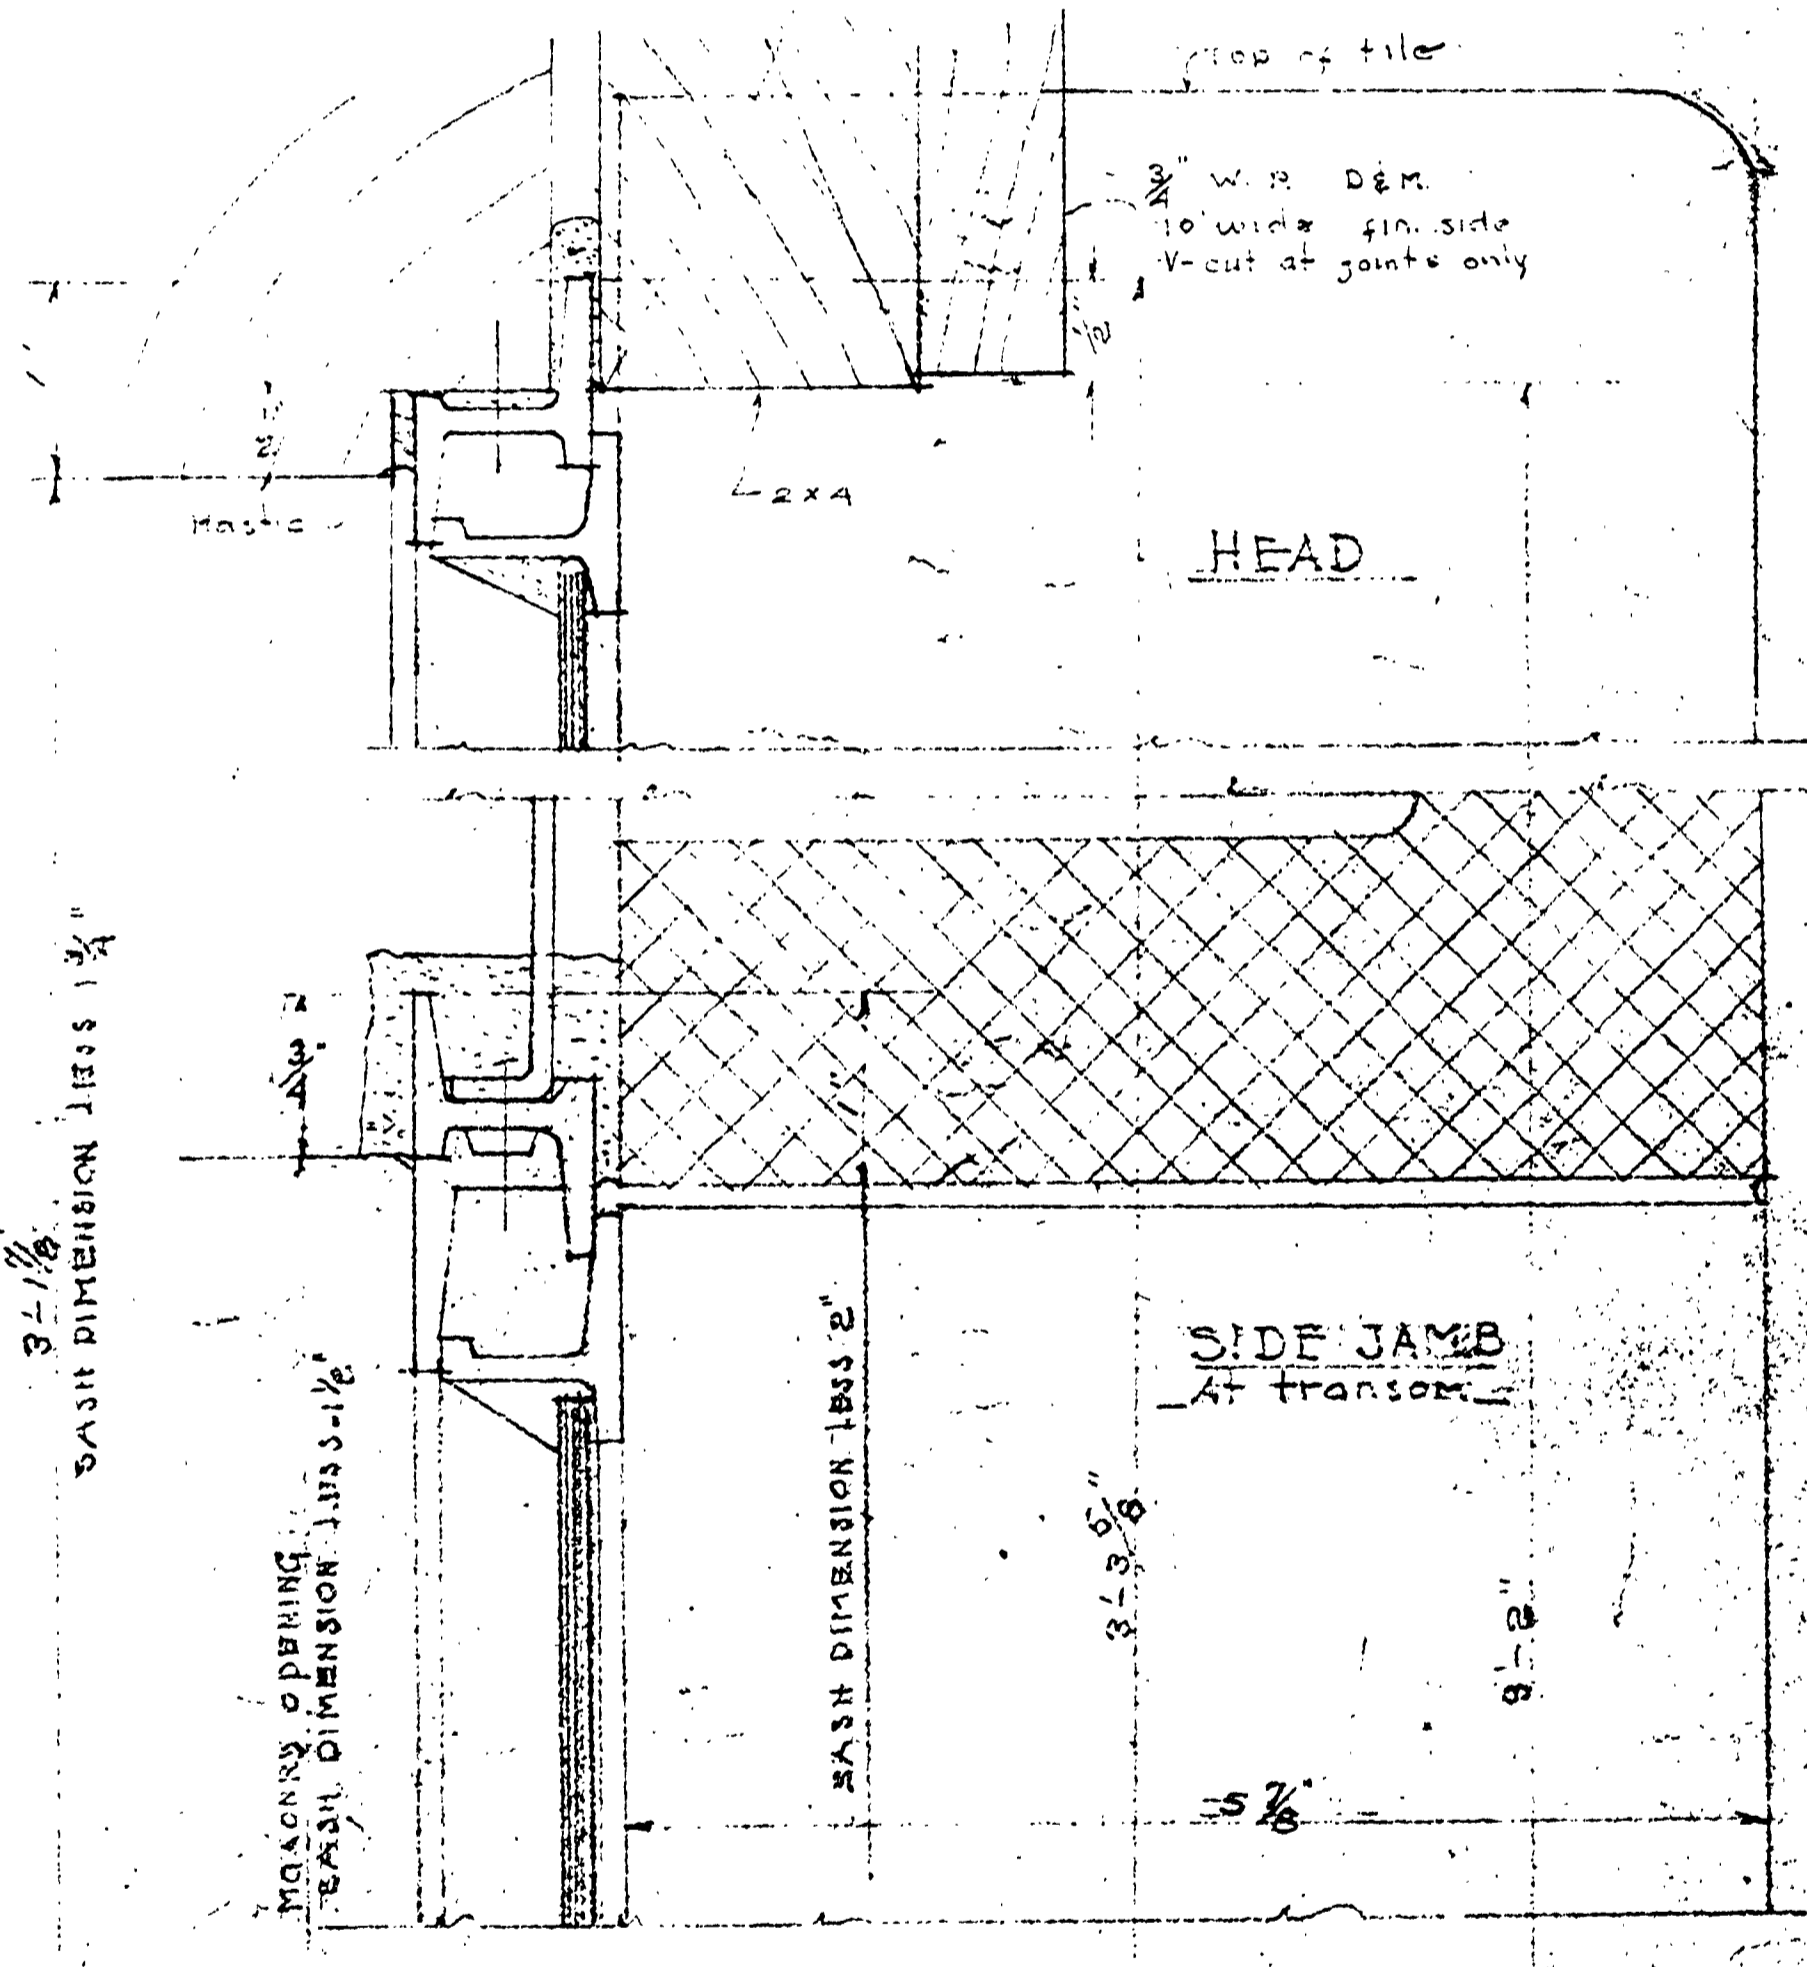 Top of tile
3/4" W.P. D&M.
10" wide fin. side
V-cut at joints only
1/2"
2x4
Mastic
HEAD
3'-1 7/8"
SASH DIMENSION less 1 3/4"
3/4"
1"
MASONRY OPENING
SASH DIMENSION less 1 1/8"
SASH DIMENSION less 2"
SIDE JAMB
At transom
3'-3 5/8"
9'-2"
5 7/8"